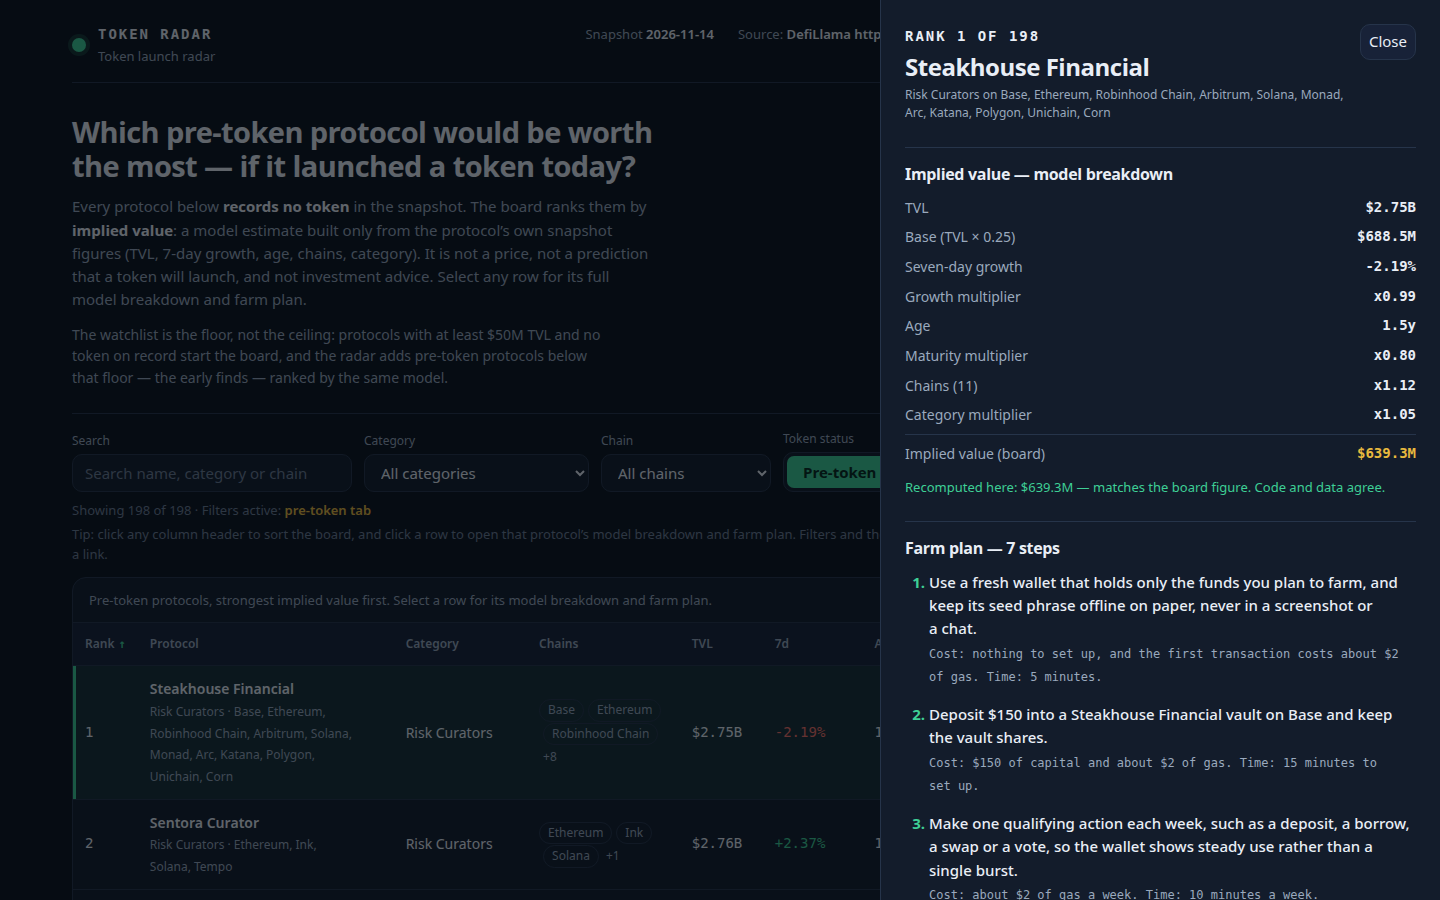 TOKEN RADAR
Token launch radar
Snapshot 2026-11-14
Source: DefiLlama http
Which pre-token protocol would be worth
the most — if it launched a token today?
Every protocol below records no token in the snapshot. The board ranks them by
implied value: a model estimate built only from the protocol's own snapshot
figures (TVL, 7-day growth, age, chains, category). It is not a price, not a prediction
that a token will launch, and not investment advice. Select any row for its full
model breakdown and farm plan.
The watchlist is the floor, not the ceiling: protocols with at least $50M TVL and no
token on record start the board, and the radar adds pre-token protocols below
that floor — the early finds — ranked by the same model.
Search
Category
Chain
Token status
Search name, category or chain
All categories
All chains
Pre-token
Showing 198 of 198 · Filters active: pre-token tab
Tip: click any column header to sort the board, and click a row to open that protocol's model breakdown and farm plan. Filters and th
a link.
Pre-token protocols, strongest implied value first. Select a row for its model breakdown and farm plan.
Rank ↑
Protocol
Category
Chains
TVL
7d
A
1
Steakhouse Financial
Risk Curators · Base, Ethereum,
Robinhood Chain, Arbitrum, Solana,
Monad, Arc, Katana, Polygon,
Unichain, Corn
Risk Curators
Base
Ethereum
Robinhood Chain
+8
$2.75B
-2.19%
1
2
Sentora Curator
Risk Curators · Ethereum, Ink,
Solana, Tempo
Risk Curators
Ethereum
Ink
Solana
+1
$2.76B
+2.37%
1
RANK 1 OF 198
Close
Steakhouse Financial
Risk Curators on Base, Ethereum, Robinhood Chain, Arbitrum, Solana, Monad,
Arc, Katana, Polygon, Unichain, Corn
Implied value — model breakdown
TVL
$2.75B
Base (TVL × 0.25)
$688.5M
Seven-day growth
-2.19%
Growth multiplier
x0.99
Age
1.5y
Maturity multiplier
x0.80
Chains (11)
x1.12
Category multiplier
x1.05
Implied value (board)
$639.3M
Recomputed here: $639.3M — matches the board figure. Code and data agree.
Farm plan — 7 steps
1. Use a fresh wallet that holds only the funds you plan to farm, and
keep its seed phrase offline on paper, never in a screenshot or
a chat.
Cost: nothing to set up, and the first transaction costs about $2
of gas. Time: 5 minutes.
2. Deposit $150 into a Steakhouse Financial vault on Base and keep
the vault shares.
Cost: $150 of capital and about $2 of gas. Time: 15 minutes to
set up.
3. Make one qualifying action each week, such as a deposit, a borrow,
a swap or a vote, so the wallet shows steady use rather than a
single burst.
Cost: about $2 of gas a week. Time: 10 minutes a week.